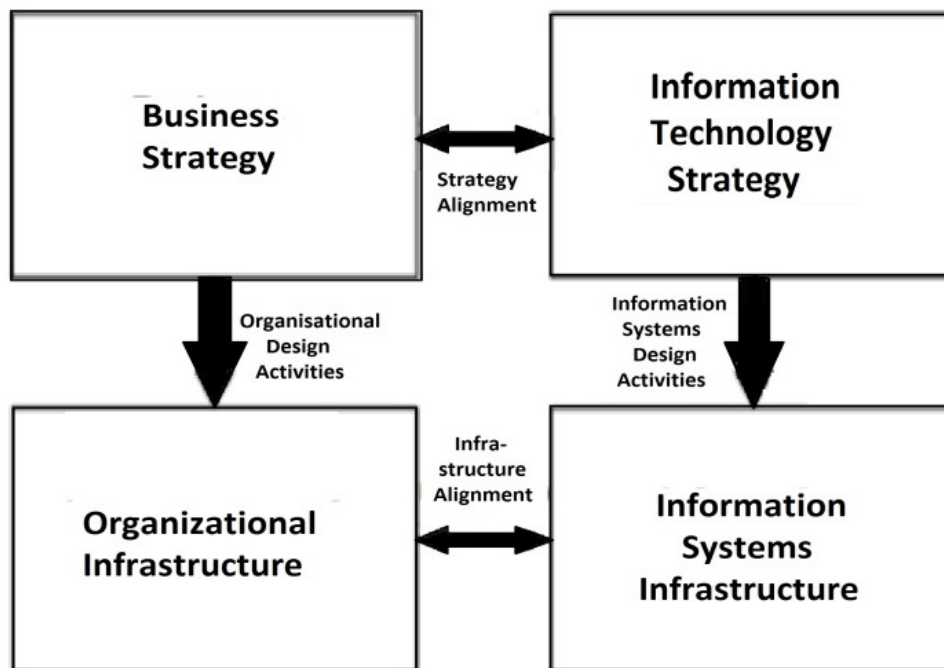 Business
Strategy
Information
Technology
Strategy
Strategy
Alignment
Organisational
Design
Activities
Information
Systems
Design
Activities
Infra-
structure
Alignment
Organizational
Infrastructure
Information
Systems
Infrastructure